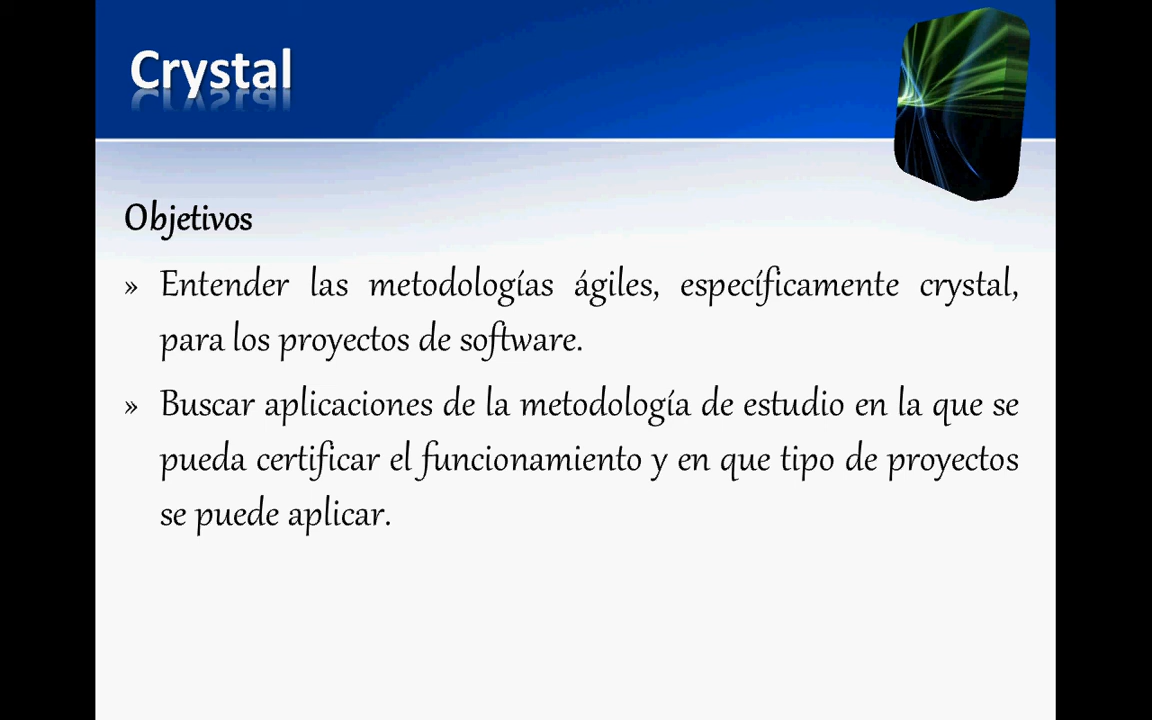 Crystal
Objetivos
» Entender las metodologías ágiles, específicamente crystal,
para los proyectos de software.
» Buscar aplicaciones de la metodología de estudio en la que se
pueda certificar el funcionamiento y en que tipo de proyectos
se puede aplicar.